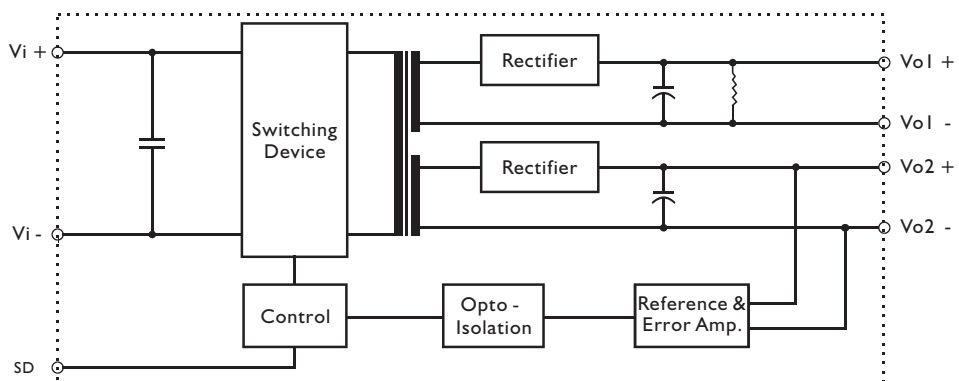 Vi +
Rectifier
Vo1 +
Switching
Device
Vo1 -
Rectifier
Vo2 +
Vi -
Vo2 -
Control
Opto -
Isolation
Reference &
Error Amp.
SD